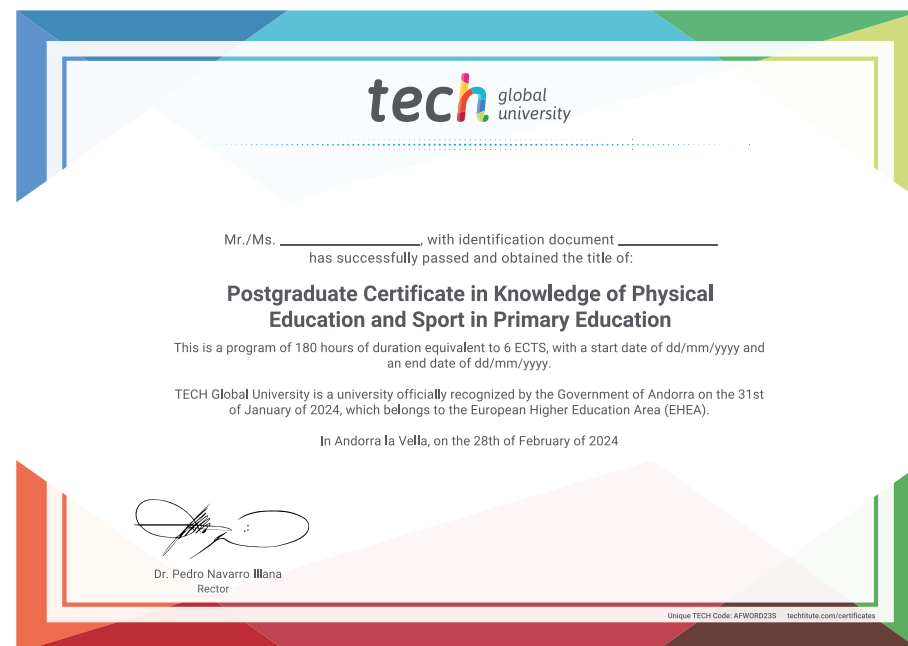 tech global university
Mr./Ms. ____________, with identification document ____________
has successfully passed and obtained the title of:
Postgraduate Certificate in Knowledge of Physical
Education and Sport in Primary Education
This is a program of 180 hours of duration equivalent to 6 ECTS, with a start date of dd/mm/yyyy and
an end date of dd/mm/yyyy.
TECH Global University is a university officially recognized by the Government of Andorra on the 31st
of January of 2024, which belongs to the European Higher Education Area (EHEA).
In Andorra la Vella, on the 28th of February of 2024
Dr. Pedro Navarro Illana
Rector
Unique TECH Code: AFWORD23S techtitute.com/certificates